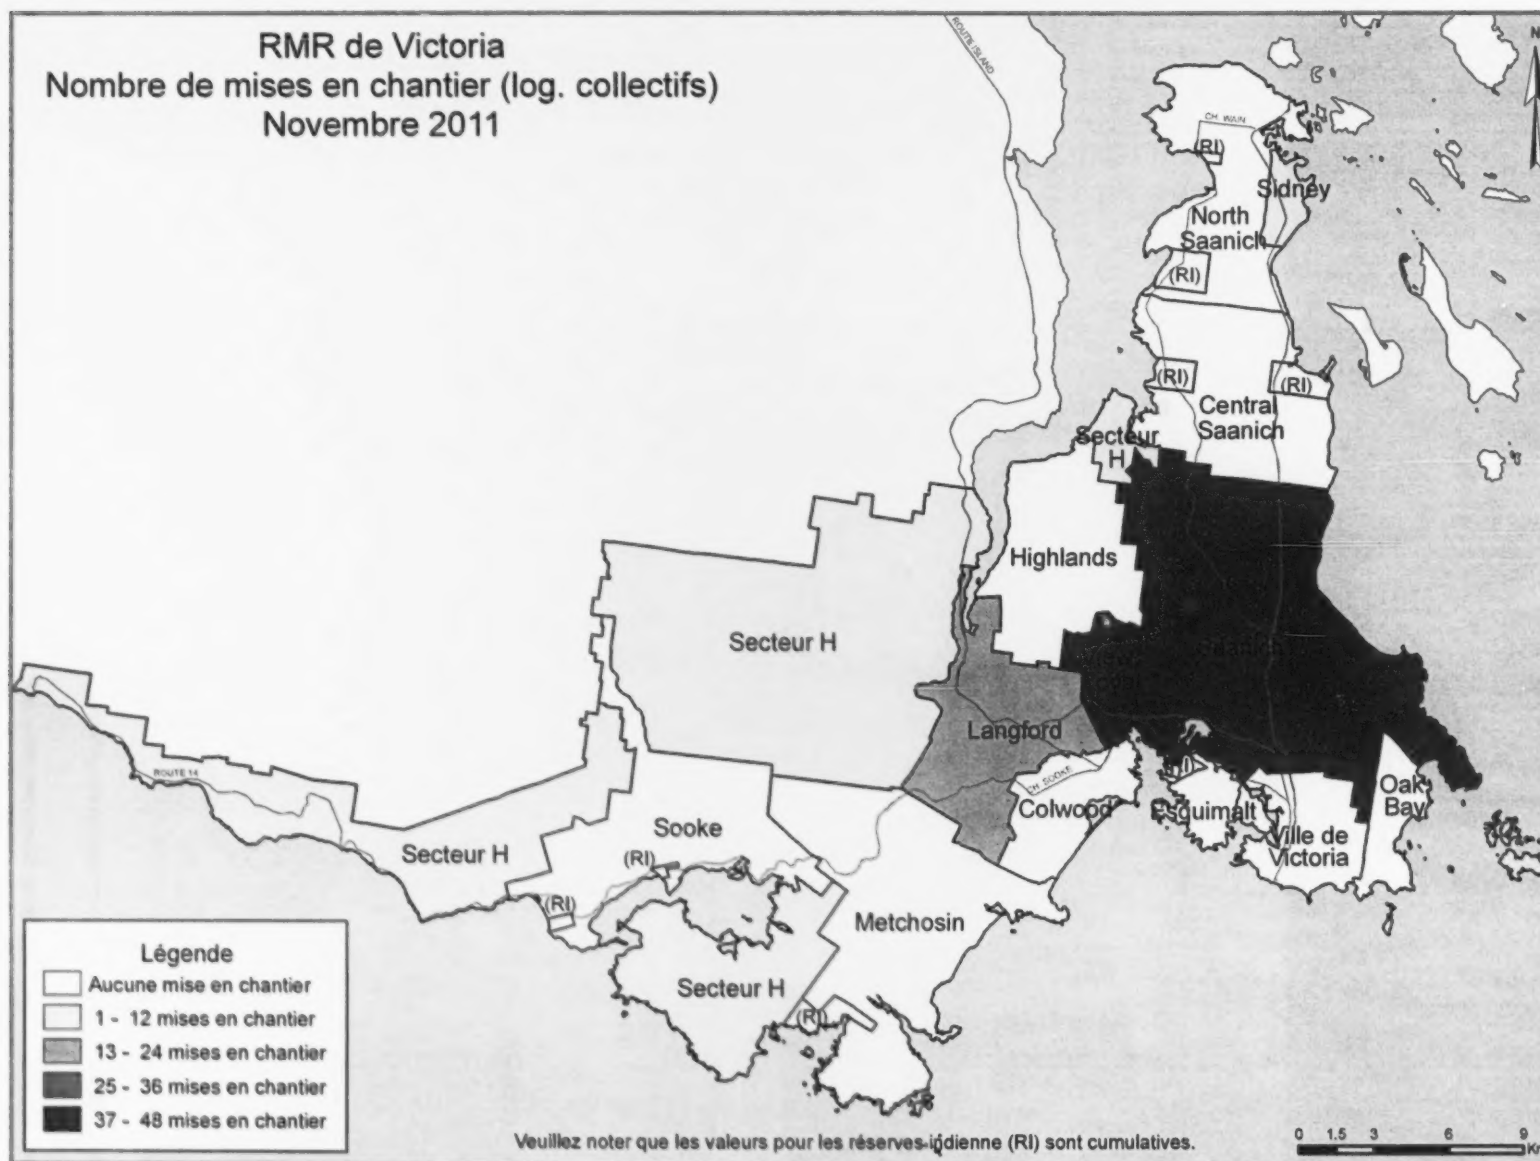 RMR de Victoria
Nombre de mises en chantier (log. collectifs)
Novembre 2011
ROUTE ISLAND
N
CH. WAIN
(RI)
Sidney
North
Saanich
(RI)
(RI)
(RI)
Central
Saanich
Secteur
H
Highlands
Secteur H
Saanich
View
Royal
Langford
ROUTE 14
CH. SOOKE
Colwood
Esquimalt
Oak
Bay
Ville de
Victoria
Sooke
Secteur H
(RI)
(RI)
Metchosin
Secteur H
(RI)
Légende
Aucune mise en chantier
1 - 12 mises en chantier
13 - 24 mises en chantier
25 - 36 mises en chantier
37 - 48 mises en chantier
Veuillez noter que les valeurs pour les réserves-indienne (RI) sont cumulatives.
0 1.5 3 6 9